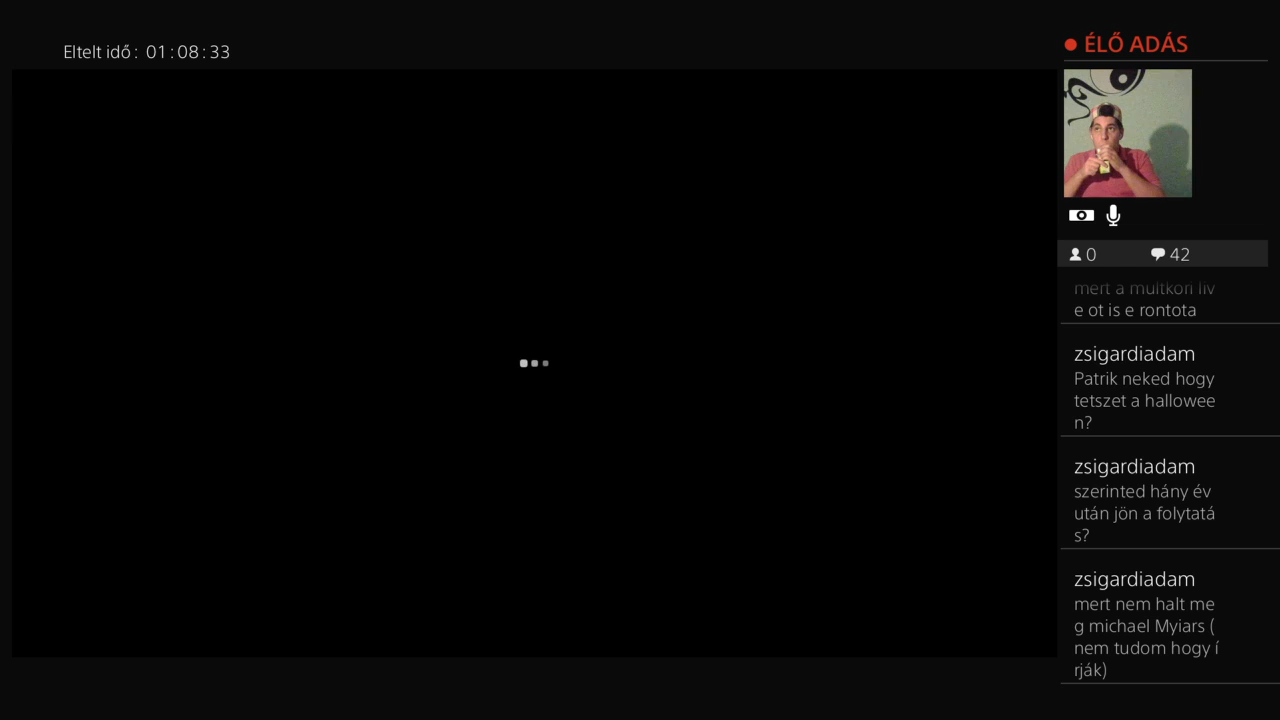 Eltelt idő: 01:08:33
ÉLŐ ADÁS
0 42
mert a multkori liv
e ot is e rontota
zsigardiadam
Patrik neked hogy
tetszet a hallowee
n?
zsigardiadam
szerinted hány év
után jön a folytatá
s?
zsigardiadam
mert nem halt me
g michael Myiars (
nem tudom hogy í
rják)